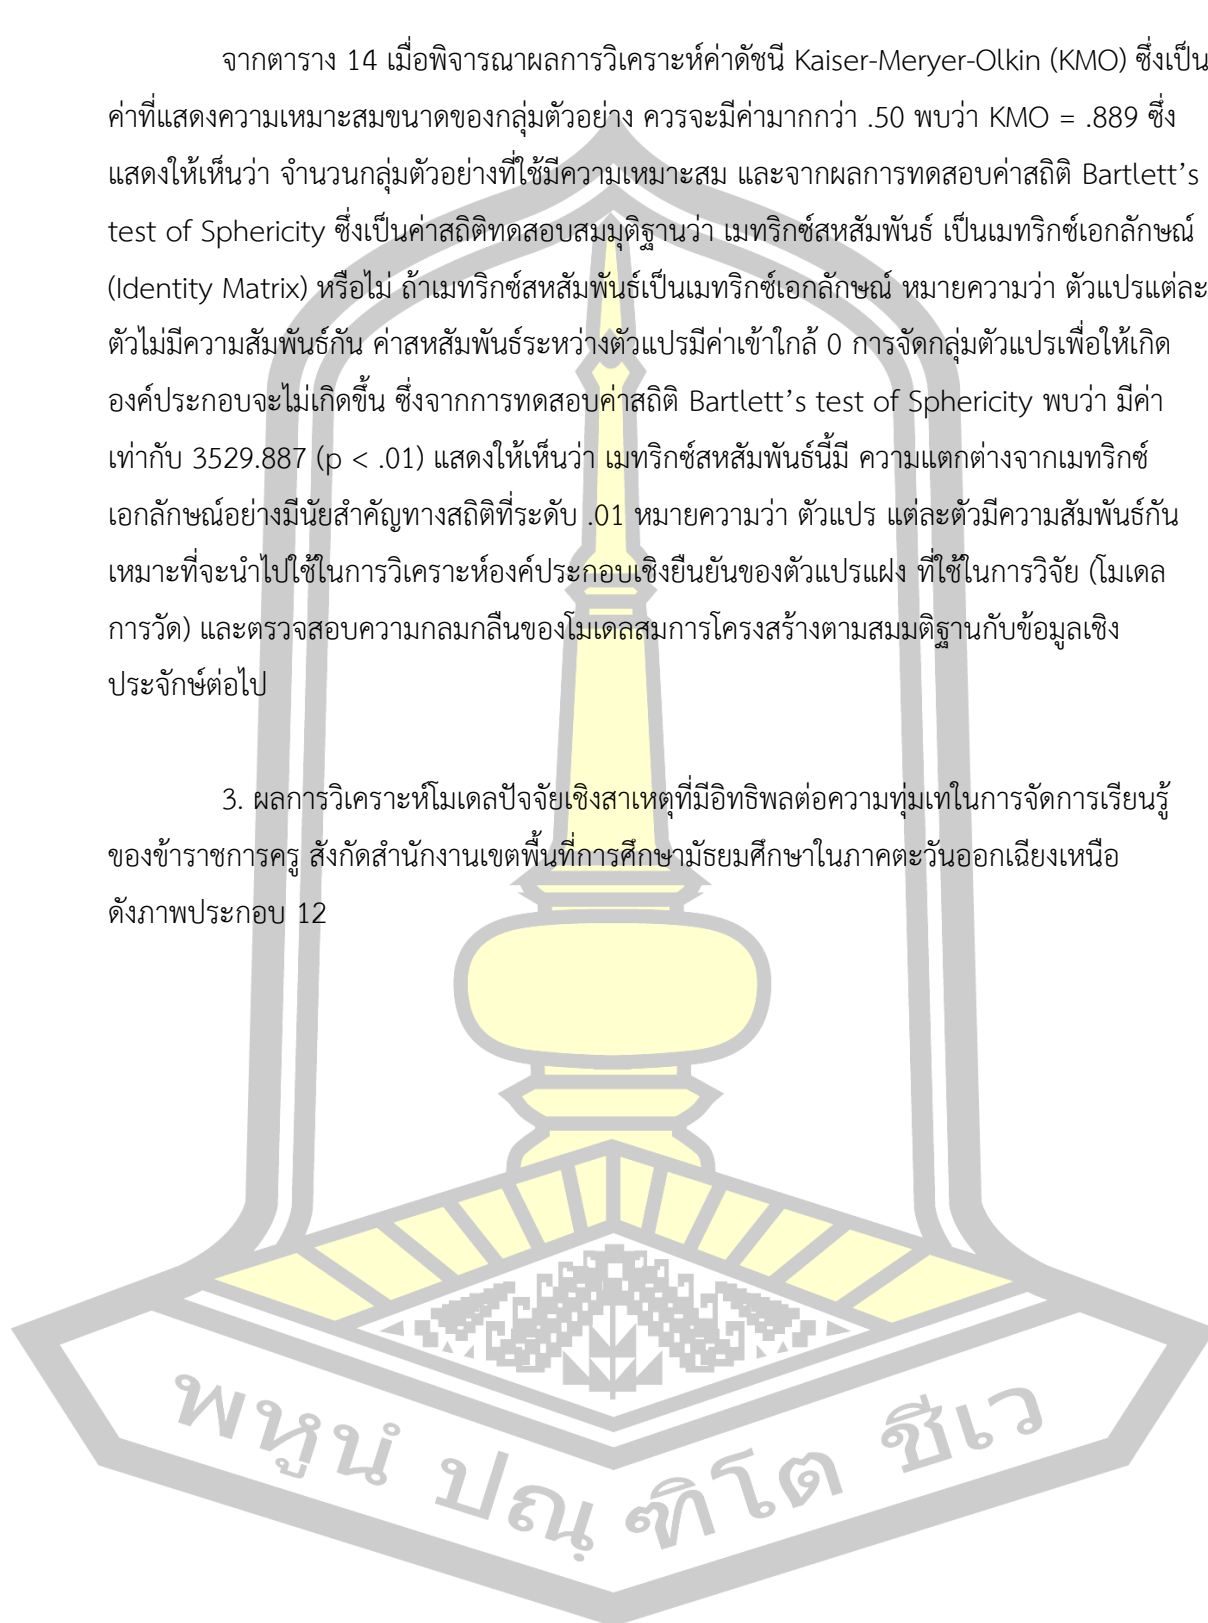 จากตาราง 14 เมื่อพิจารณาผลการวิเคราะห์ค่าดัชนี Kaiser-Meryer-Olkin (KMO) ซึ่งเป็น
ค่าที่แสดงความเหมาะสมขนาดของกลุ่มตัวอย่าง ควรจะมีค่ามากกว่า .50 พบว่า KMO = .889 ซึ่ง
แสดงให้เห็นว่า จำนวนกลุ่มตัวอย่างที่ใช้มีความเหมาะสม และจากผลการทดสอบค่าสถิติ Bartlett’s
test of Sphericity ซึ่งเป็นค่าสถิติทดสอบสมมุติฐานว่า เมทริกซ์สหสัมพันธ์ เป็นเมทริกซ์เอกลักษณ์
(Identity Matrix) หรือไม่ ถ้าเมทริกซ์สหสัมพันธ์เป็นเมทริกซ์เอกลักษณ์ หมายความว่า ตัวแปรแต่ละ
ตัวไม่มีความสัมพันธ์กัน ค่าสหสัมพันธ์ระหว่างตัวแปรมีค่าเข้าใกล้ 0 การจัดกลุ่มตัวแปรเพื่อให้เกิด
องค์ประกอบจะไม่เกิดขึ้น ซึ่งจากการทดสอบค่าสถิติ Bartlett’s test of Sphericity พบว่า มีค่า
เท่ากับ 3529.887 (p < .01) แสดงให้เห็นว่า เมทริกซ์สหสัมพันธ์นี้มี ความแตกต่างจากเมทริกซ์
เอกลักษณ์อย่างมีนัยสำคัญทางสถิติที่ระดับ .01 หมายความว่า ตัวแปร แต่ละตัวมีความสัมพันธ์กัน
เหมาะที่จะนำไปใช้ในการวิเคราะห์องค์ประกอบเชิงยืนยันของตัวแปรแฝง ที่ใช้ในการวิจัย (โมเดล
การวัด) และตรวจสอบความกลมกลืนของโมเดลสมการโครงสร้างตามสมมติฐานกับข้อมูลเชิง
ประจักษ์ต่อไป
3. ผลการวิเคราะห์โมเดลปัจจัยเชิงสาเหตุที่มีอิทธิพลต่อความทุ่มเทในการจัดการเรียนรู้
ของข้าราชการครู สังกัดสำนักงานเขตพื้นที่การศึกษามัธยมศึกษาในภาคตะวันออกเฉียงเหนือ
ดังภาพประกอบ 12
พหูนํ ปณฺฑิโต ชีเว